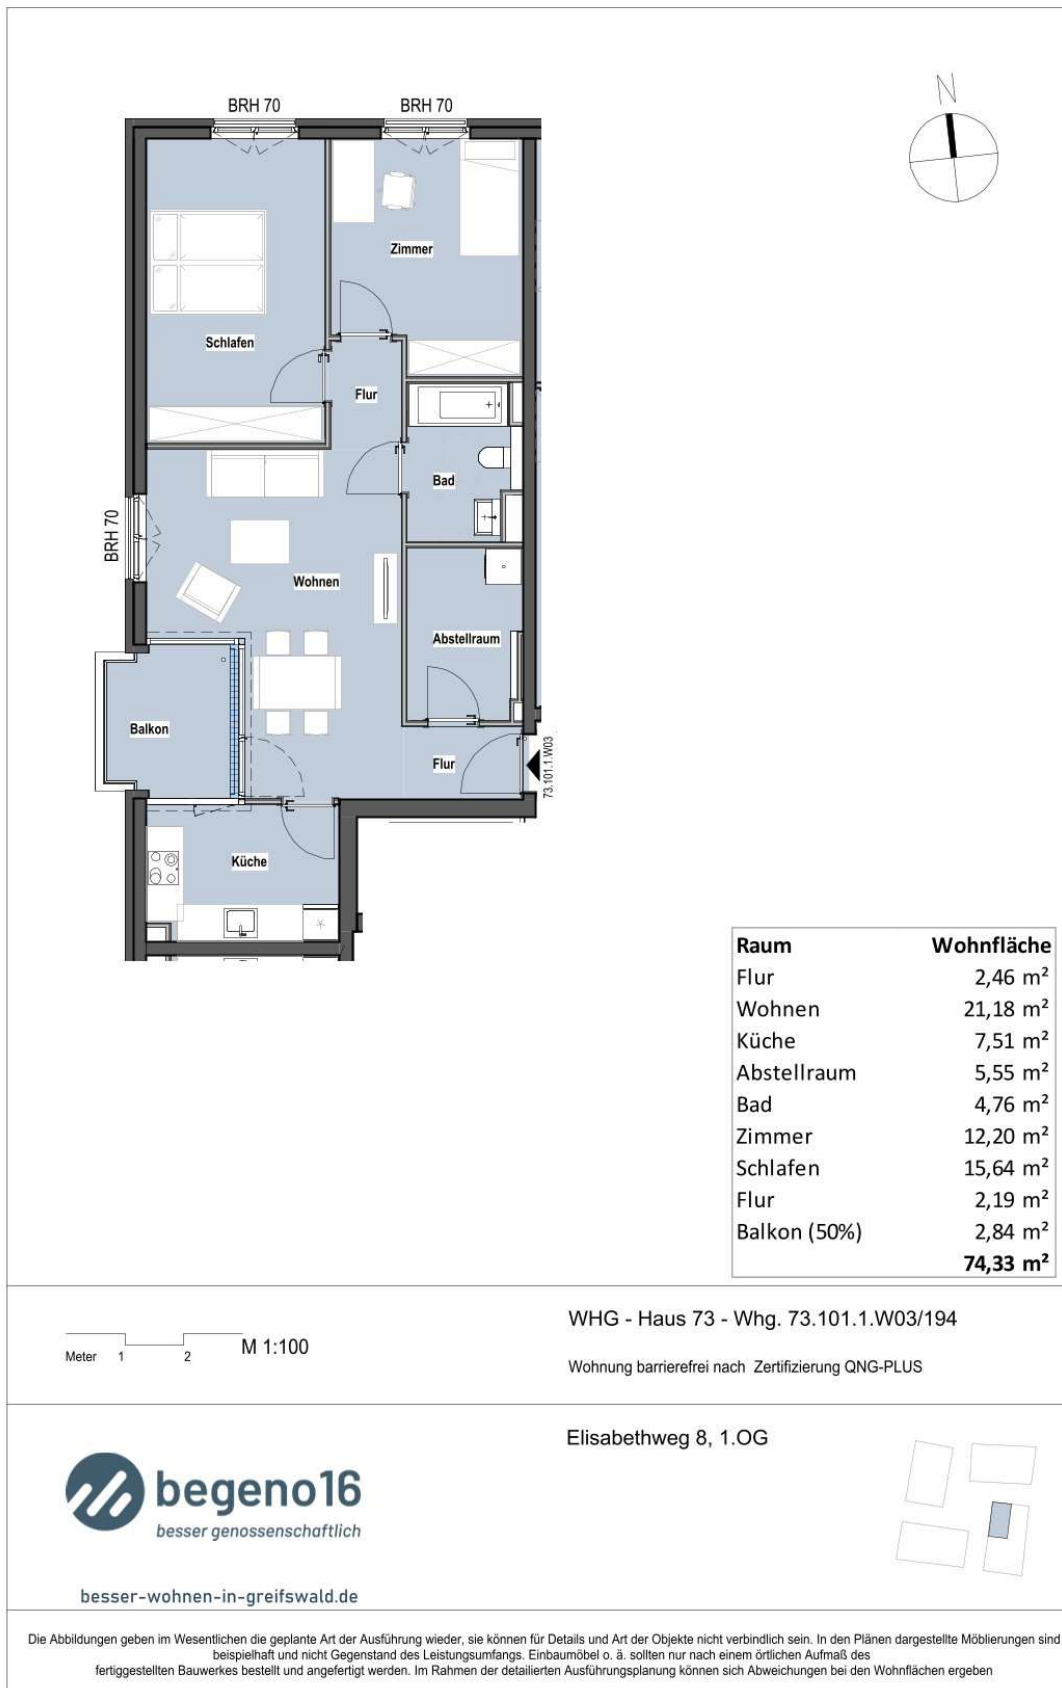 N
BRH 70
BRH 70
Zimmer
Schlafen
Flur
Bad
BRH 70
Wohnen
Abstellraum
Balkon
Flur
73.101.1.W03
Küche
Raum Wohnfläche
Flur 2,46 m²
Wohnen 21,18 m²
Küche 7,51 m²
Abstellraum 5,55 m²
Bad 4,76 m²
Zimmer 12,20 m²
Schlafen 15,64 m²
Flur 2,19 m²
Balkon (50%) 2,84 m²
74,33 m²
Meter 1 2 M 1:100
WHG - Haus 73 - Whg. 73.101.1.W03/194
Wohnung barrierefrei nach Zertifizierung QNG-PLUS
Elisabethweg 8, 1.OG
begeno16
besser genossenschaftlich
besser-wohnen-in-greifswald.de
Die Abbildungen geben im Wesentlichen die geplante Art der Ausführung wieder, sie können für Details und Art der Objekte nicht verbindlich sein. In den Plänen dargestellte Möblierungen sind
beispielhaft und nicht Gegenstand des Leistungsumfangs. Einbaumöbel o. ä. sollten nur nach einem örtlichen Aufmaß des
fertiggestellten Bauwerkes bestellt und angefertigt werden. Im Rahmen der detailierten Ausführungsplanung können sich Abweichungen bei den Wohnflächen ergeben